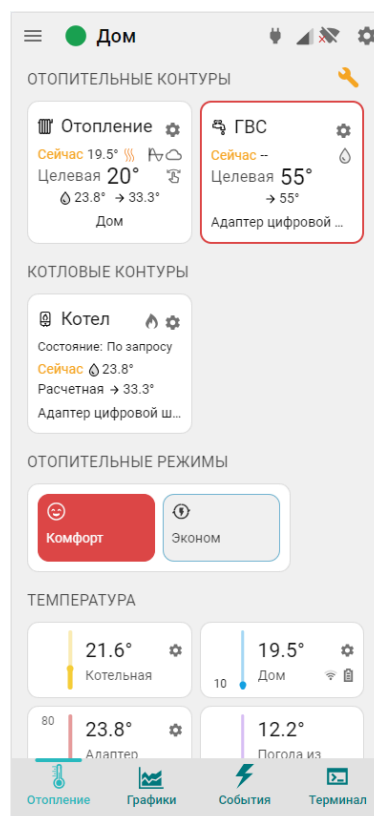 Дом
ОТОПИТЕЛЬНЫЕ КОНТУРЫ
Отопление
Сейчас 19.5°
Целевая 20°
23.8° → 33.3°
Дом
ГВС
Сейчас --
Целевая 55°
→ 55°
Адаптер цифровой ...
КОТЛОВЫЕ КОНТУРЫ
Котел
Состояние: По запросу
Сейчас 23.8°
Расчетная → 33.3°
Адаптер цифровой ш...
ОТОПИТЕЛЬНЫЕ РЕЖИМЫ
Комфорт
Эконом
ТЕМПЕРАТУРА
21.6°
Котельная
19.5°
10 Дом
80
23.8°
Адаптер
12.2°
Погода из
Отопление Графики События Терминал